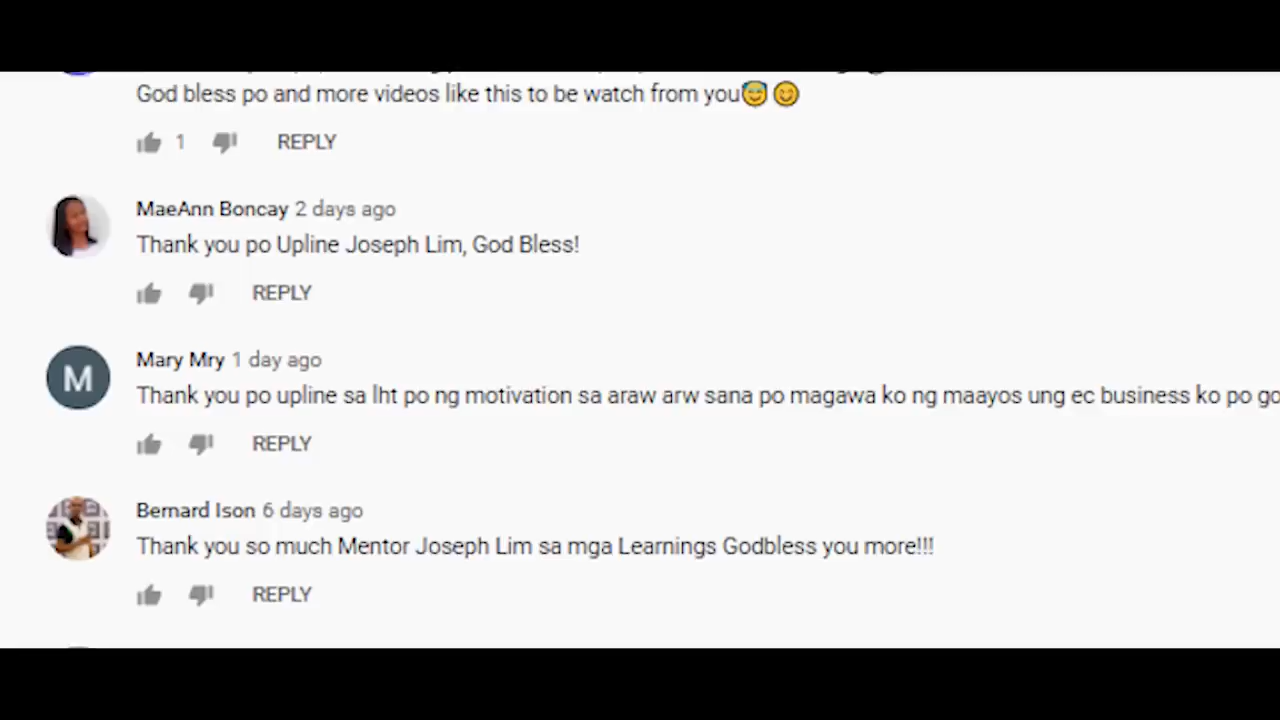 God bless po and more videos like this to be watch from you😇😊
1 REPLY
MaeAnn Boncay 2 days ago
Thank you po Upline Joseph Lim, God Bless!
REPLY
M
Mary Mry 1 day ago
Thank you po upline sa lht po ng motivation sa araw arw sana po magawa ko ng maayos ung ec business ko po go
REPLY
Bernard Ison 6 days ago
Thank you so much Mentor Joseph Lim sa mga Learnings Godbless you more!!!
REPLY